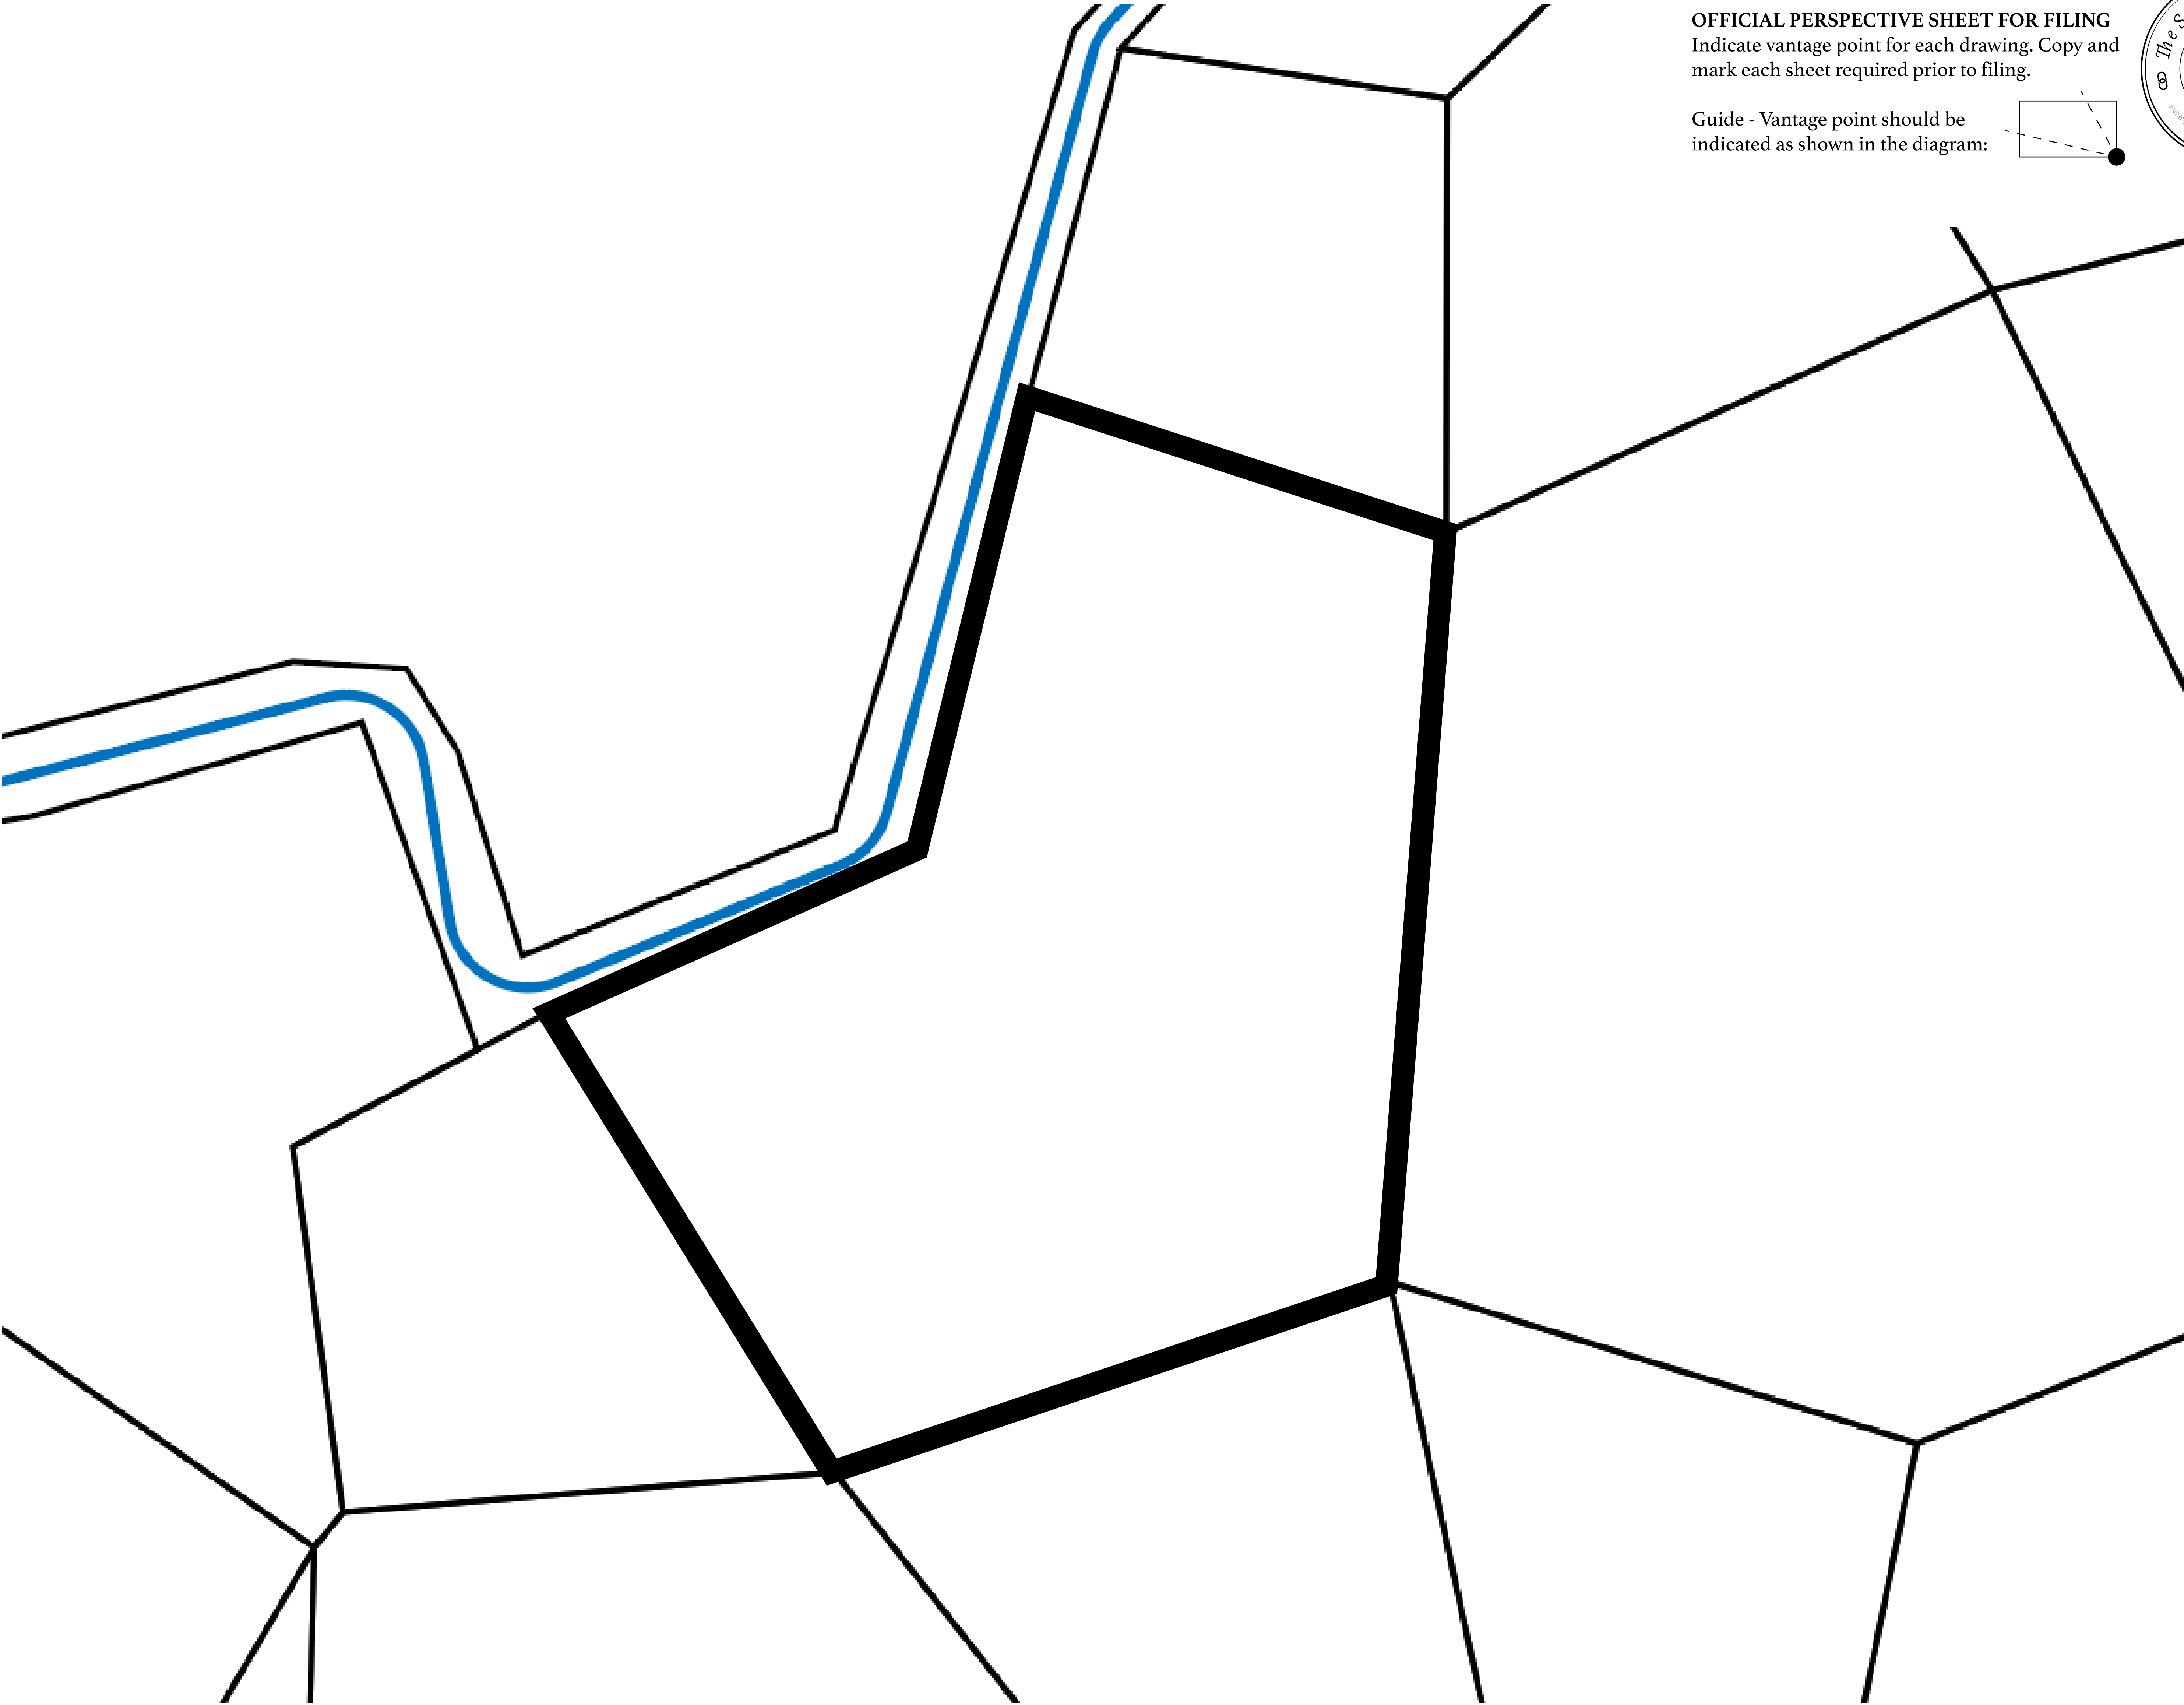 OFFICIAL PERSPECTIVE SHEET FOR FILING
Indicate vantage point for each drawing. Copy and
mark each sheet required prior to filing.
Guide - Vantage point should be
indicated as shown in the diagram:
The S